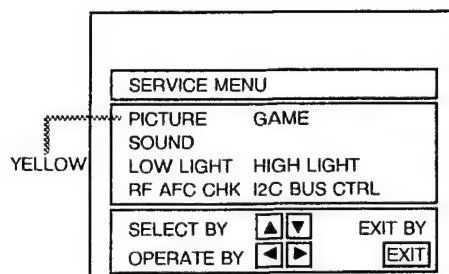 SERVICE MENU
PICTURE GAME
SOUND
YELLOW
LOW LIGHT HIGH LIGHT
RF AFC CHK I2C BUS CTRL
SELECT BY ▲ ▼ EXIT BY
OPERATE BY ◀ ▶ EXIT